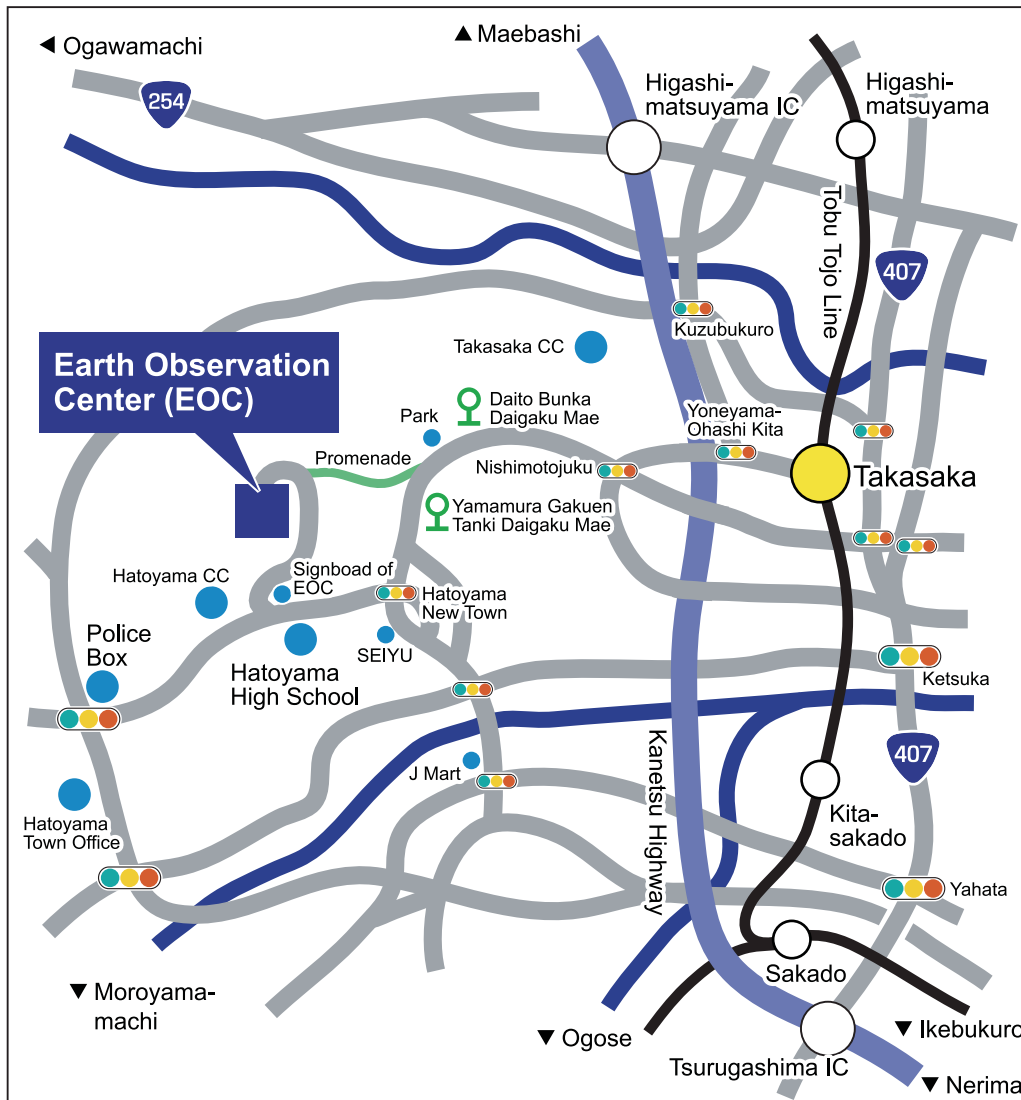 ◀ Ogawamachi
▲ Maebashi
254
Higashi-
matsuyama IC
Higashi-
matsuyama
Tobu Tojo Line
407
Kuzubukuro
Takasaka CC
Earth Observation
Center (EOC)
Daito Bunka
Daigaku Mae
Park
Yoneyama-
Ohashi Kita
Promenade
Nishimotojuku
Takasaka
Yamamura Gakuen
Tanki Daigaku Mae
Signboad of
EOC
Hatoyama CC
Hatoyama
New Town
Police
Box
SEIYU
Hatoyama
High School
Ketsuka
Kanetsu Highway
407
J Mart
Kita-
sakado
Hatoyama
Town Office
Yahata
Sakado
▼ Moroyama-
machi
▼ Ogose
▼ Ikebukuro
Tsurugashima IC
▼ Nerima